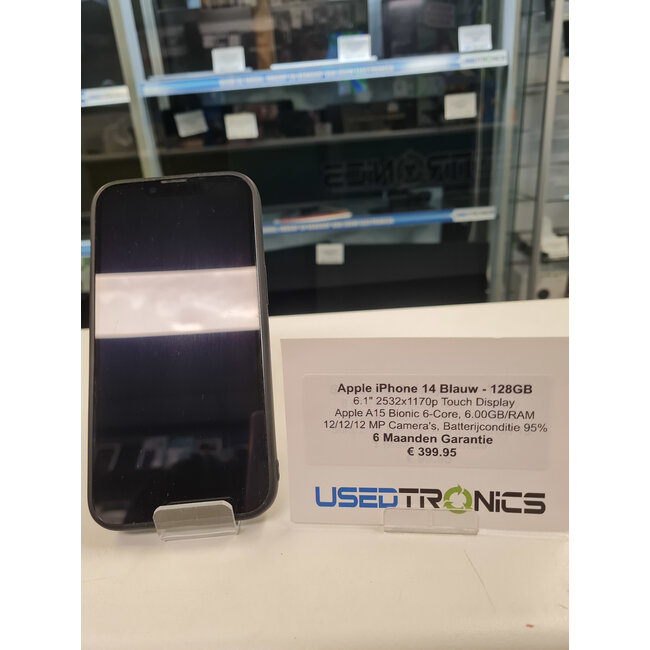 Apple iPhone 14 Blauw - 128GB
6.1" 2532x1170p Touch Display
Apple A15 Bionic 6-Core, 6.00GB/RAM
12/12/12 MP Camera's, Batterijconditie 95%
6 Maanden Garantie
€ 399.95
USEDTRONiCS